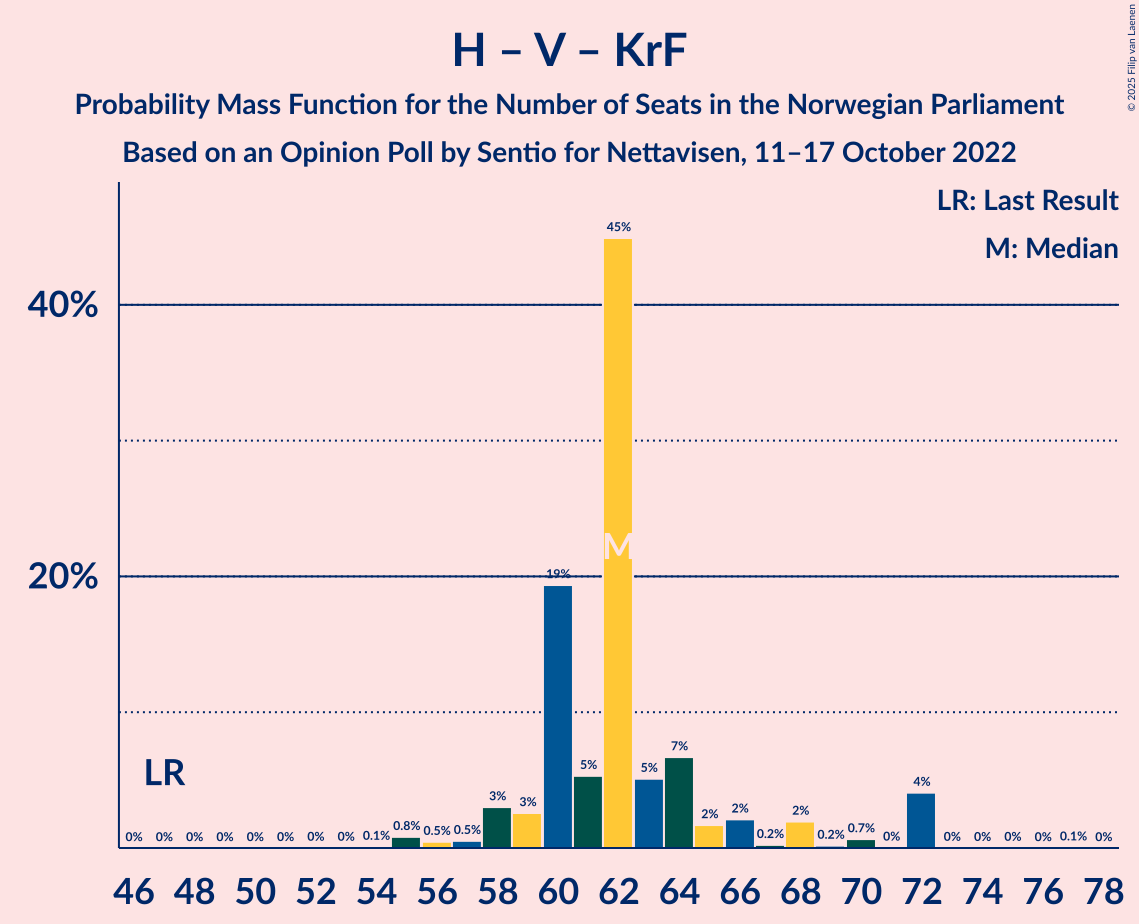 H – V – KrF
Probability Mass Function for the Number of Seats in the Norwegian Parliament
Based on an Opinion Poll by Sentio for Nettavisen, 11–17 October 2022
© 2025 Filip van Laenen
LR: Last Result
M: Median
40%
20%
LR
M
0% 0% 0% 0% 0% 0% 0% 0% 0.1% 0.8% 0.5% 0.5% 3% 3% 19% 5% 45% 5% 7% 2% 2% 0.2% 2% 0.2% 0.7% 0% 4% 0% 0% 0% 0% 0.1% 0%
46 48 50 52 54 56 58 60 62 64 66 68 70 72 74 76 78